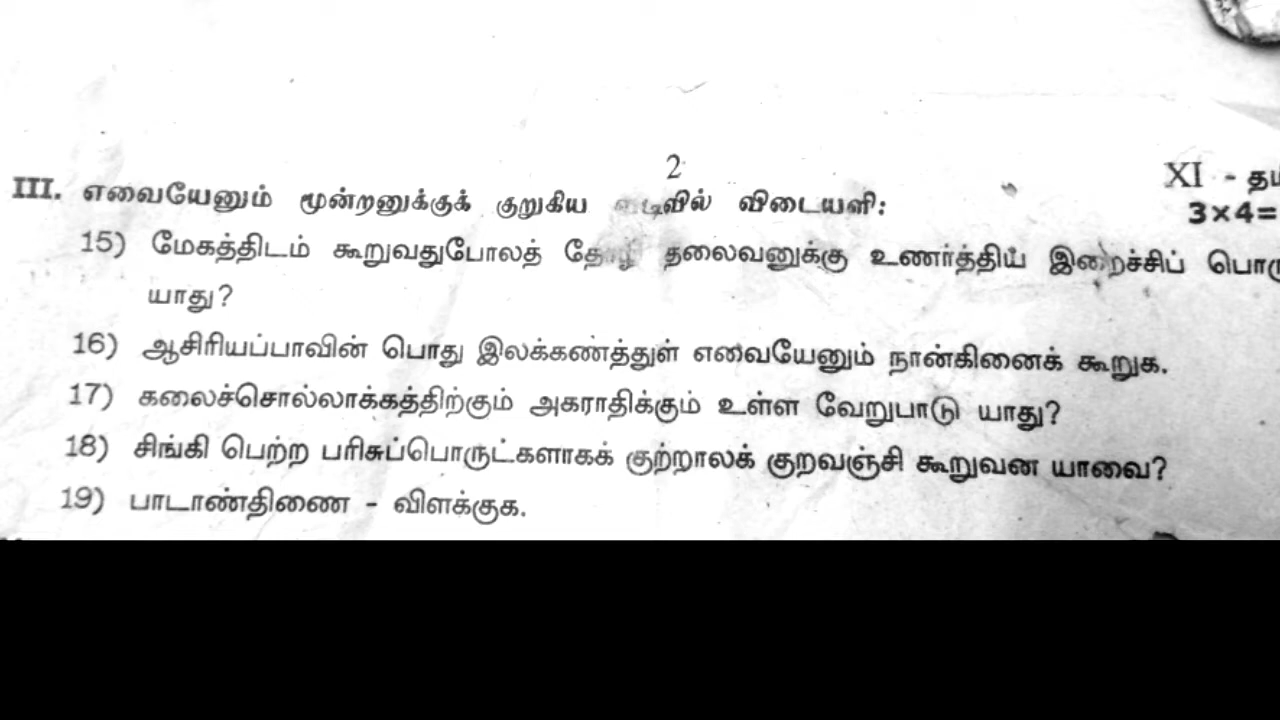 2
XI - த
III. எவையேனும் மூன்றனுக்குக் குறுகிய விடையளி:
3×4=
15) மேகத்திடம் கூறுவதுபோலத் தோழி தலைவனுக்கு உணர்த்திய இறைச்சிப்
யாது?
16) ஆசிரியப்பாவின் பொது இலக்கணத்துள் எவையேனும் நான்கினைக் கூறுக.
17) கலைச்சொல்லாக்கத்திற்கும் அகராதிக்கும் உள்ள வேறுபாடு யாது?
18) சிங்கி பெற்ற பரிசுப்பொருட்களாகக் குற்றாலக் குறவஞ்சி கூறுவன யாவை?
19) பாடாண்திணை - விளக்குக.